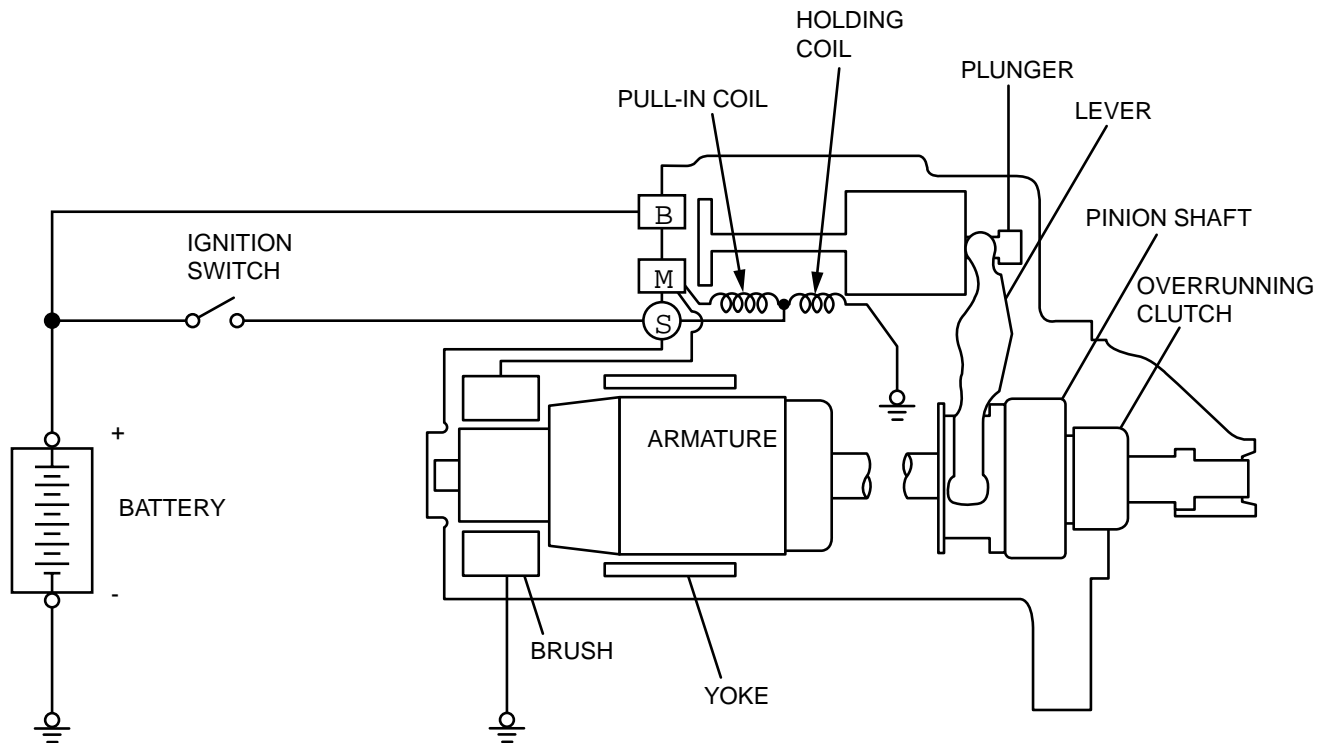 HOLDING
COIL
PLUNGER
PULL-IN COIL
LEVER
B
PINION SHAFT
IGNITION
SWITCH
M
OVERRUNNING
CLUTCH
S
ARMATURE
+
BATTERY
-
BRUSH
YOKE